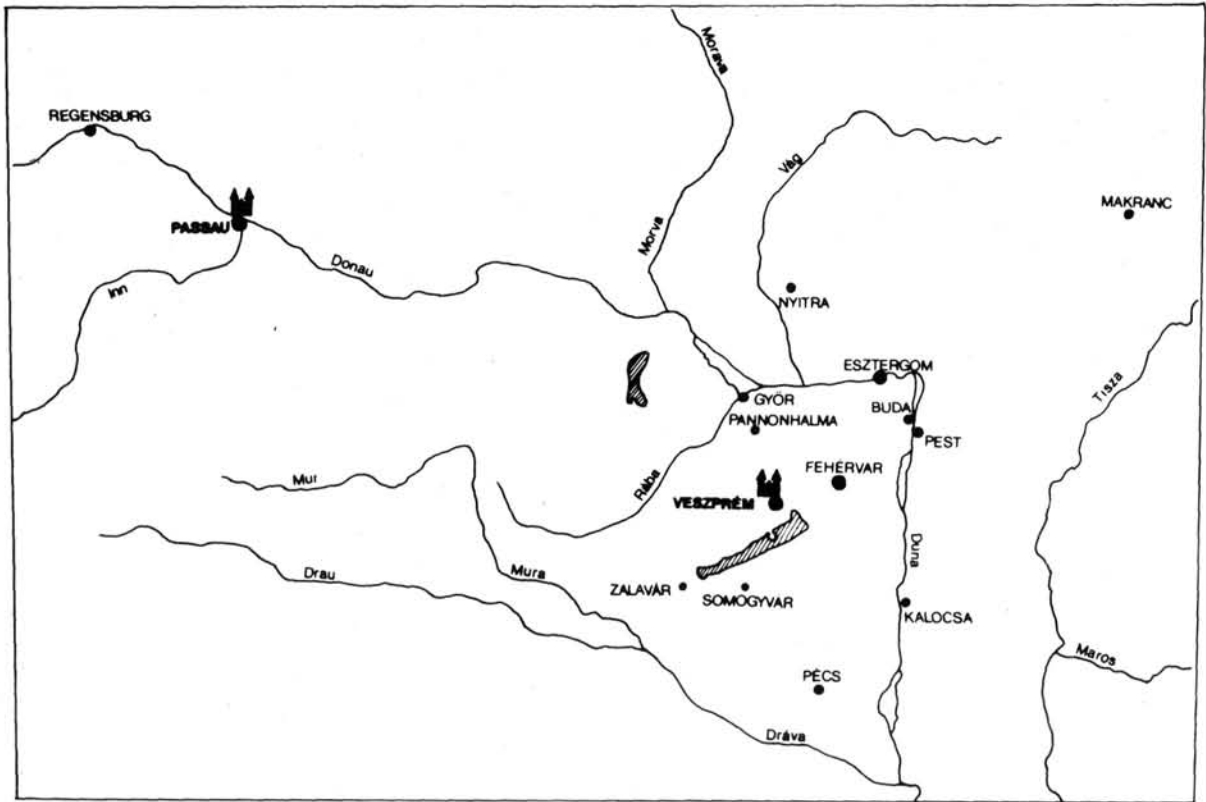 Morava
REGENSBURG
Vág
MAKRANC
PASSAU
Morva
Donau
Inn
NYITRA
ESZTERGOM
Tisza
GYÖR
BUDA
PANNONHALMA
PEST
FEHÉRVAR
Mur
Rába
VESZPRÉM
Duna
Drau
Mura
ZALAVÁR
SOMOGYVAR
KALOCSA
Maros
PÉCS
Dráva